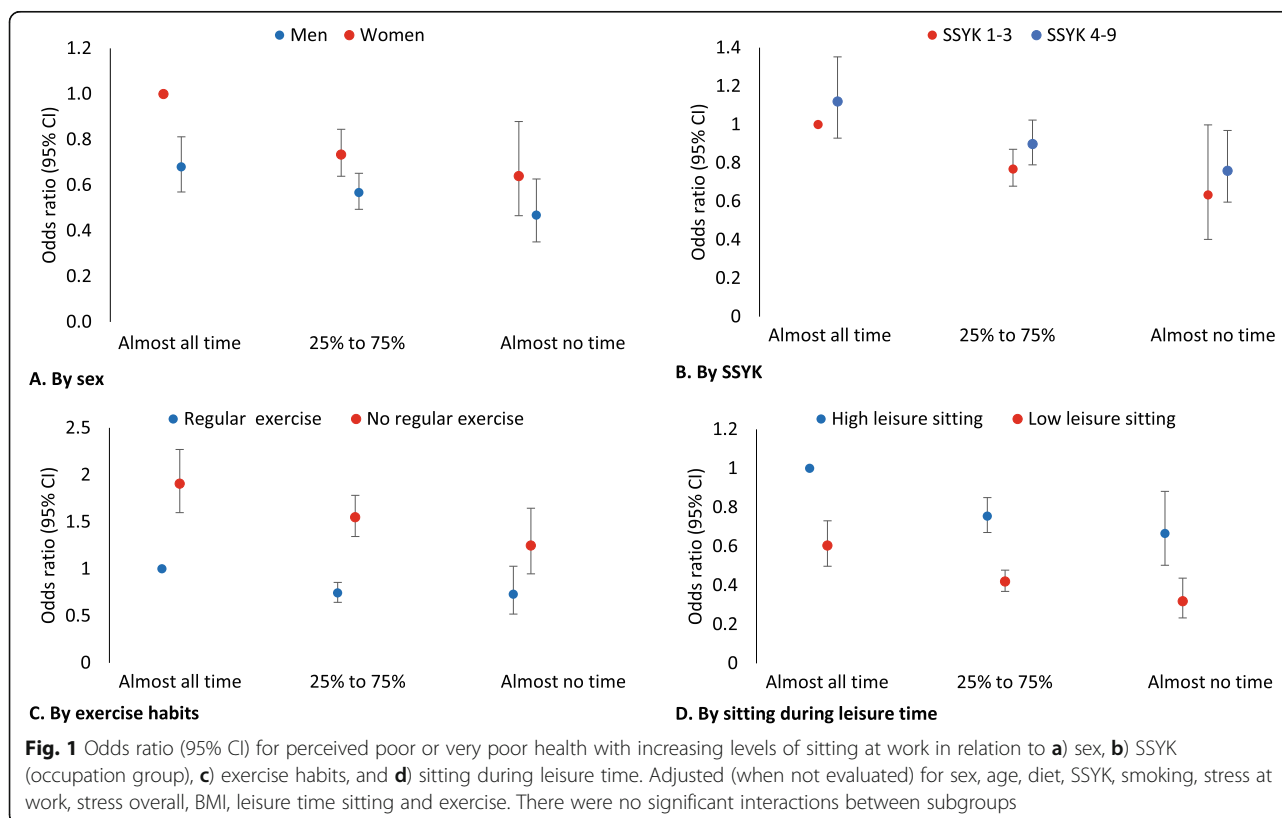 Men Women
1.2
1.0
0.8
0.6
0.4
0.2
0.0
Odds ratio (95% CI)
Almost all time 25% to 75% Almost no time
A. By sex
SSYK 1-3 SSYK 4-9
1.4
1.2
1
0.8
0.6
0.4
0.2
0
Odds ratio (95% CI)
Almost all time 25% to 75% Almost no time
B. By SSYK
Regular exercise No regular exercise
2.5
2
1.5
1
0.5
0
Odds ratio (95% CI)
Almost all time 25% to 75% Almost no time
C. By exercise habits
High leisure sitting Low leisure sitting
1.2
1
0.8
0.6
0.4
0.2
0
Odds ratio (95% CI)
Almost all time 25% to 75% Almost no time
D. By sitting during leisure time
Fig. 1 Odds ratio (95% CI) for perceived poor or very poor health with increasing levels of sitting at work in relation to a) sex, b) SSYK
(occupation group), c) exercise habits, and d) sitting during leisure time. Adjusted (when not evaluated) for sex, age, diet, SSYK, smoking, stress at
work, stress overall, BMI, leisure time sitting and exercise. There were no significant interactions between subgroups